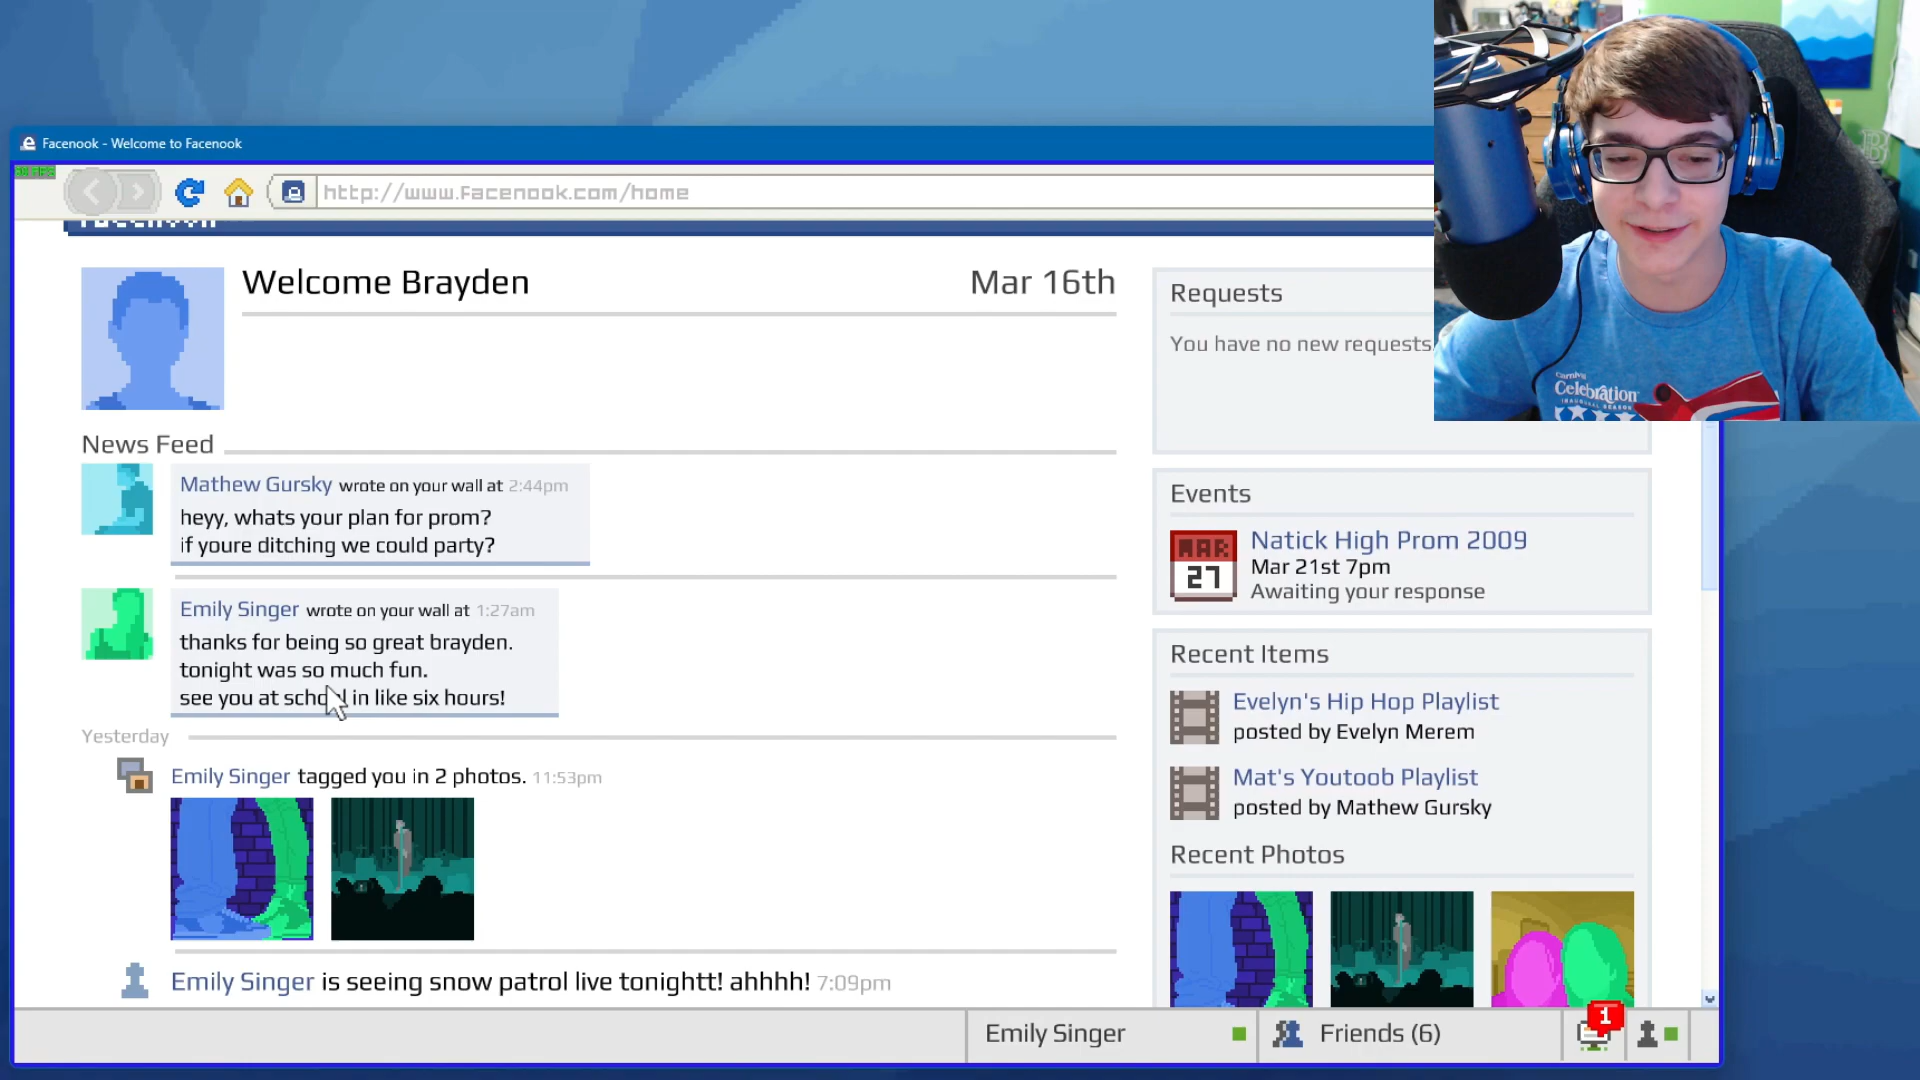 Facenook - Welcome to Facenook
http://www.Facenook.com/home
Welcome Brayden
Mar 16th
News Feed
Mathew Gursky wrote on your wall at 2:44pm
heyy, whats your plan for prom?
if youre ditching we could party?
Emily Singer wrote on your wall at 1:27am
thanks for being so great brayden.
tonight was so much fun.
see you at school in like six hours!
Yesterday
Emily Singer tagged you in 2 photos. 11:53pm
Emily Singer is seeing snow patrol live tonightt! ahhhh! 7:09pm
Requests
You have no new requests
Events
MAR
27
Natick High Prom 2009
Mar 21st 7pm
Awaiting your response
Recent Items
Evelyn's Hip Hop Playlist
posted by Evelyn Merem
Mat's Youtoob Playlist
posted by Mathew Gursky
Recent Photos
Emily Singer
Friends (6)
1
carnival
Celebration
INAUGURAL SEASON
B